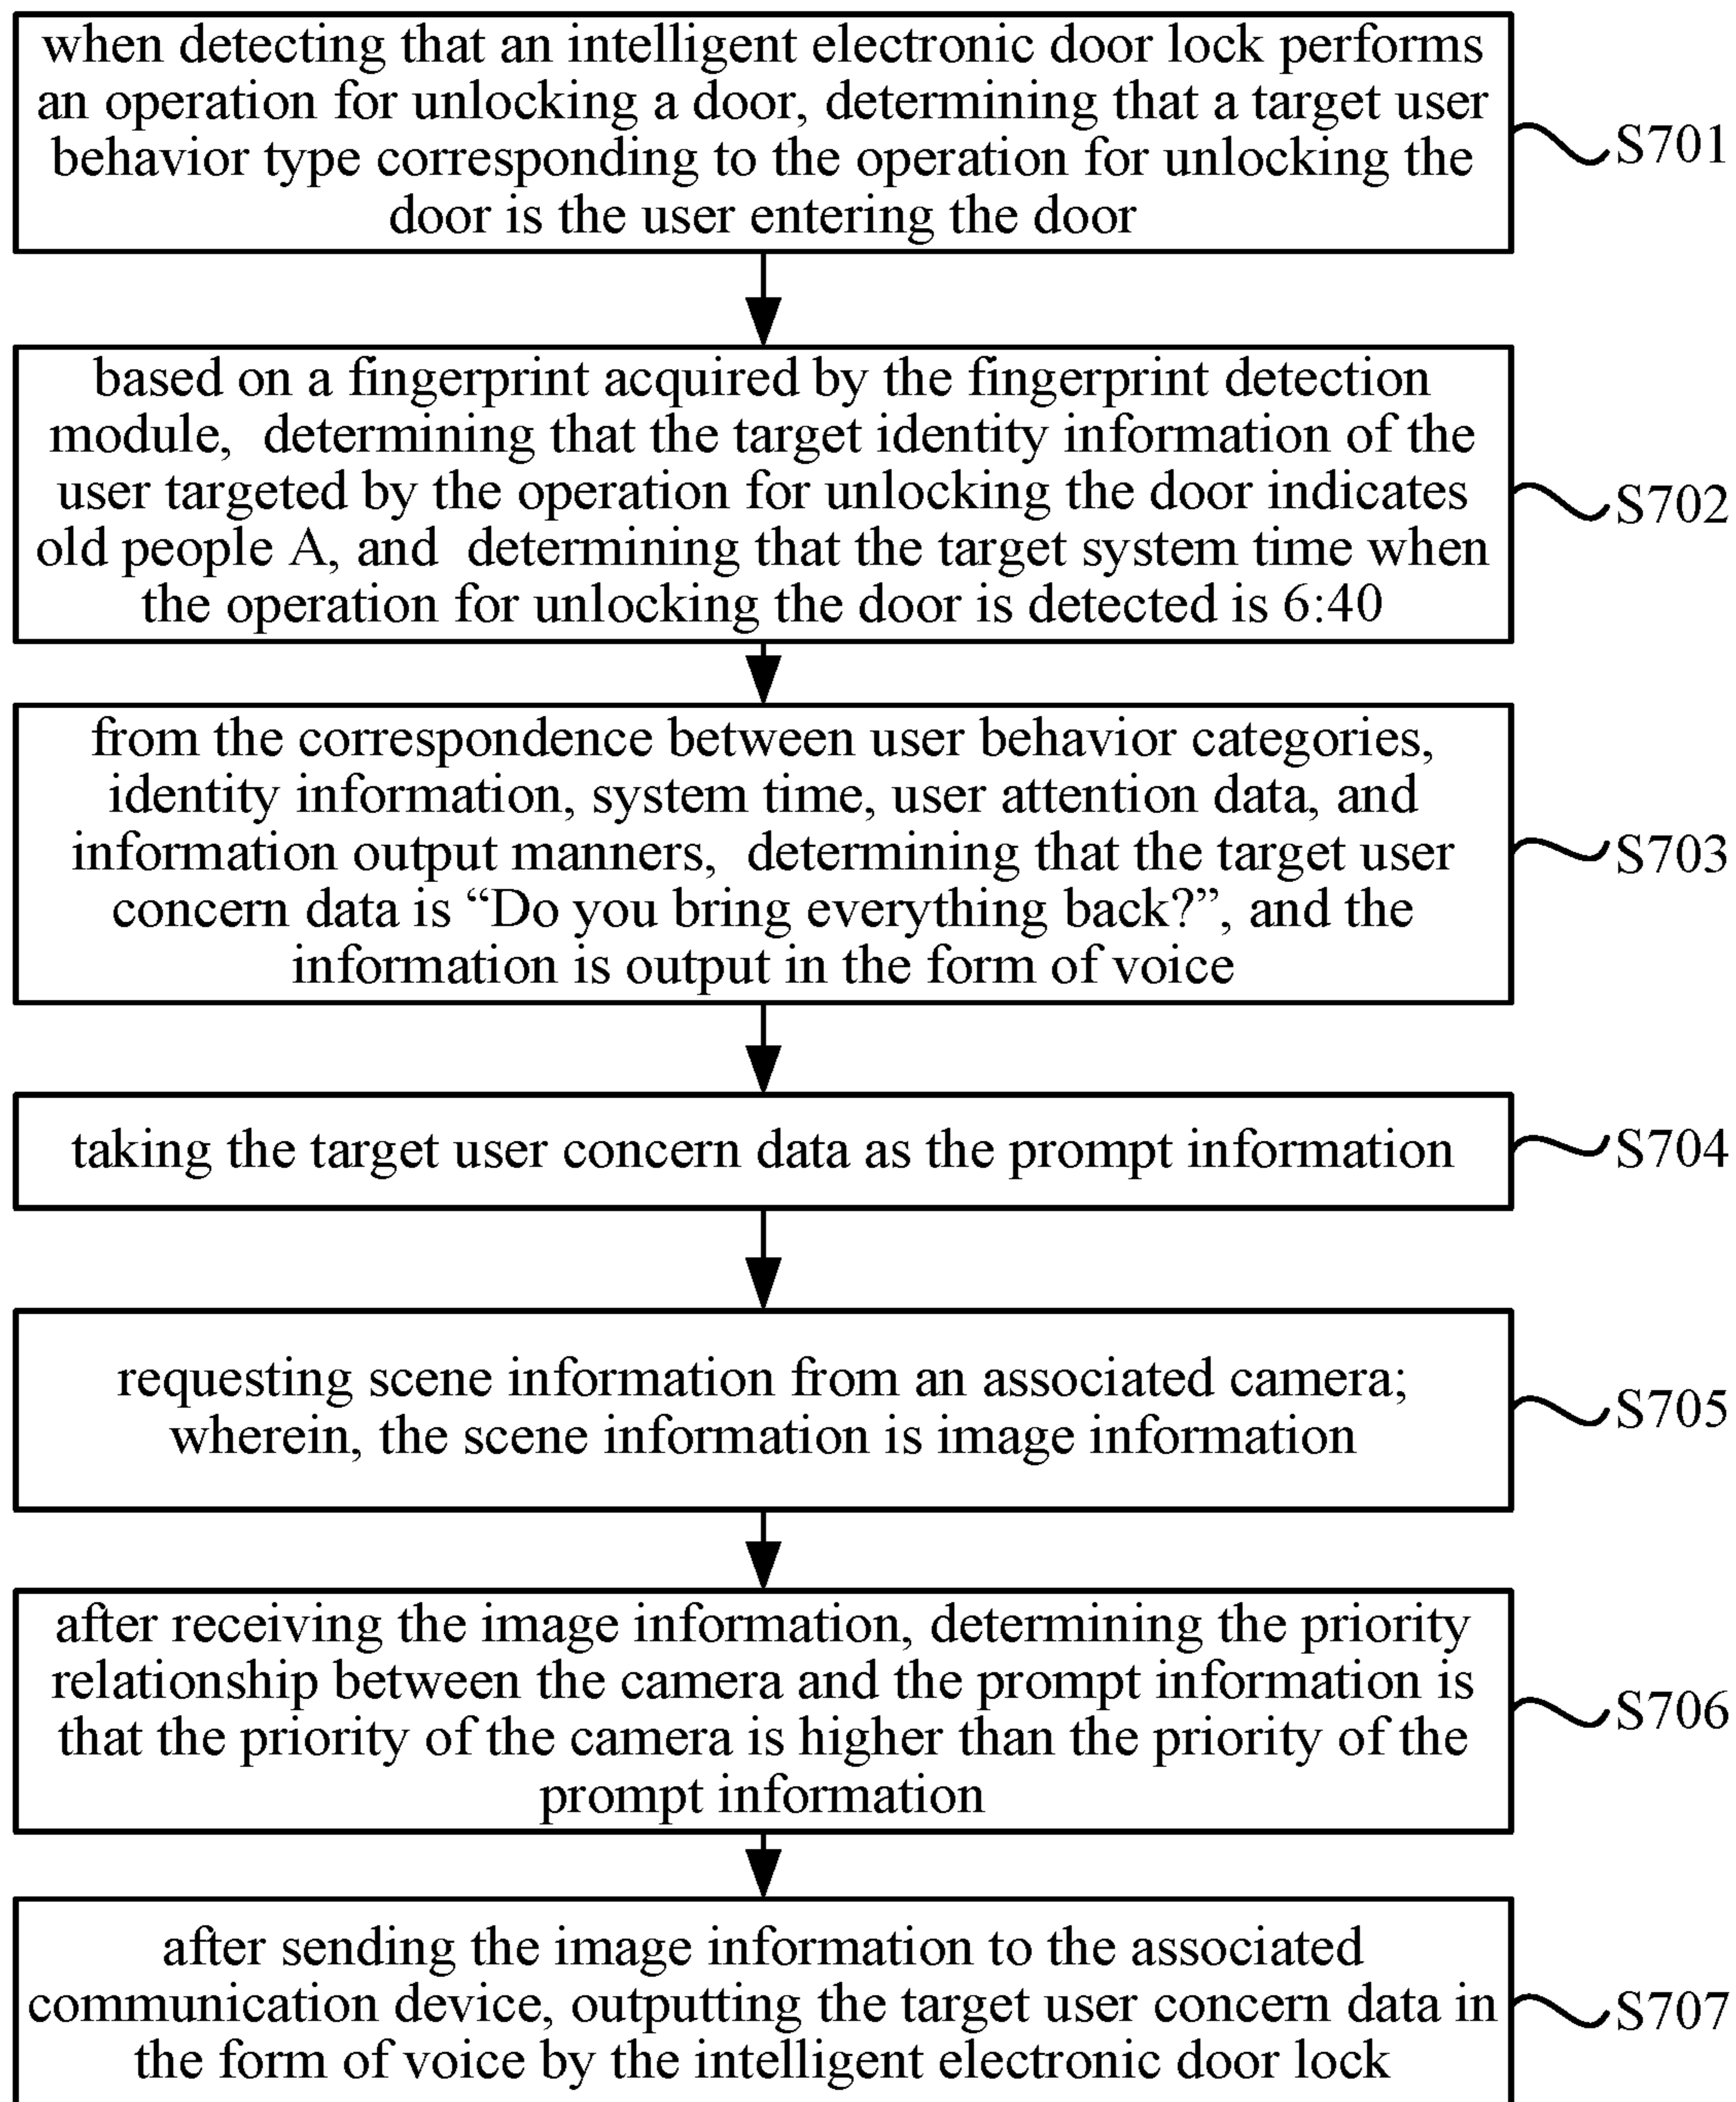 when detecting that an intelligent electronic door lock performs
an operation for unlocking a door, determining that a target user
behavior type corresponding to the operation for unlocking the
door is the user entering the door
S701
based on a fingerprint acquired by the fingerprint detection
module, determining that the target identity information of the
user targeted by the operation for unlocking the door indicates
old people A, and determining that the target system time when
the operation for unlocking the door is detected is 6:40
S702
from the correspondence between user behavior categories,
identity information, system time, user attention data, and
information output manners, determining that the target user
concern data is “Do you bring everything back?”, and the
information is output in the form of voice
S703
taking the target user concern data as the prompt information
S704
requesting scene information from an associated camera;
wherein, the scene information is image information
S705
after receiving the image information, determining the priority
relationship between the camera and the prompt information is
that the priority of the camera is higher than the priority of the
prompt information
S706
after sending the image information to the associated
communication device, outputting the target user concern data in
the form of voice by the intelligent electronic door lock
S707